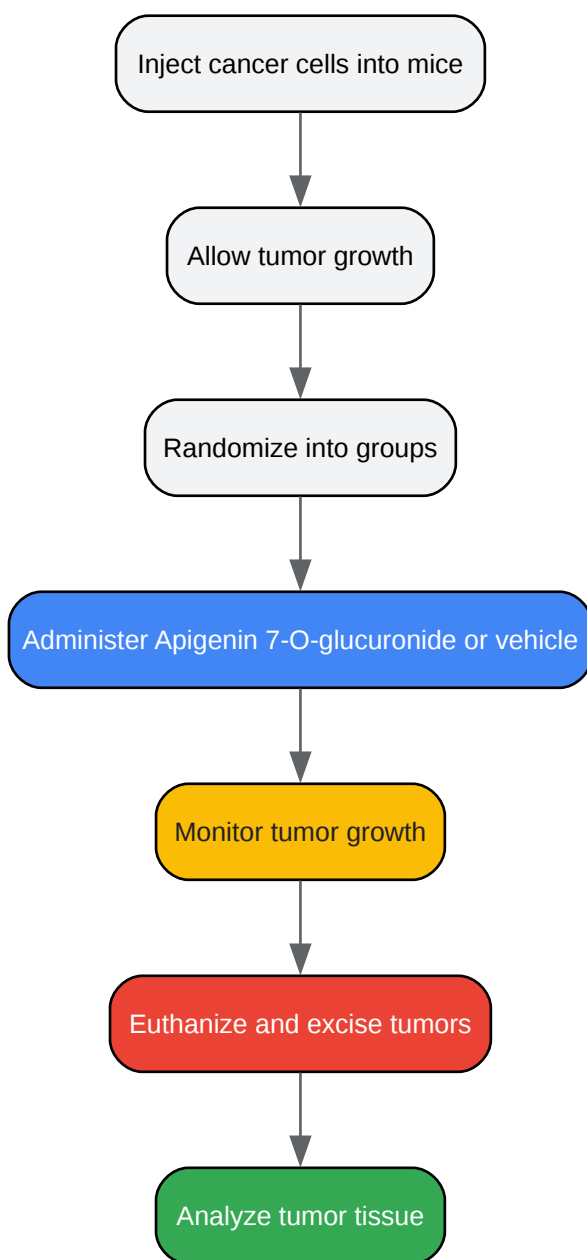 Inject cancer cells into mice
Allow tumor growth
Randomize into groups
Administer Apigenin 7-O-glucuronide or vehicle
Monitor tumor growth
Euthanize and excise tumors
Analyze tumor tissue